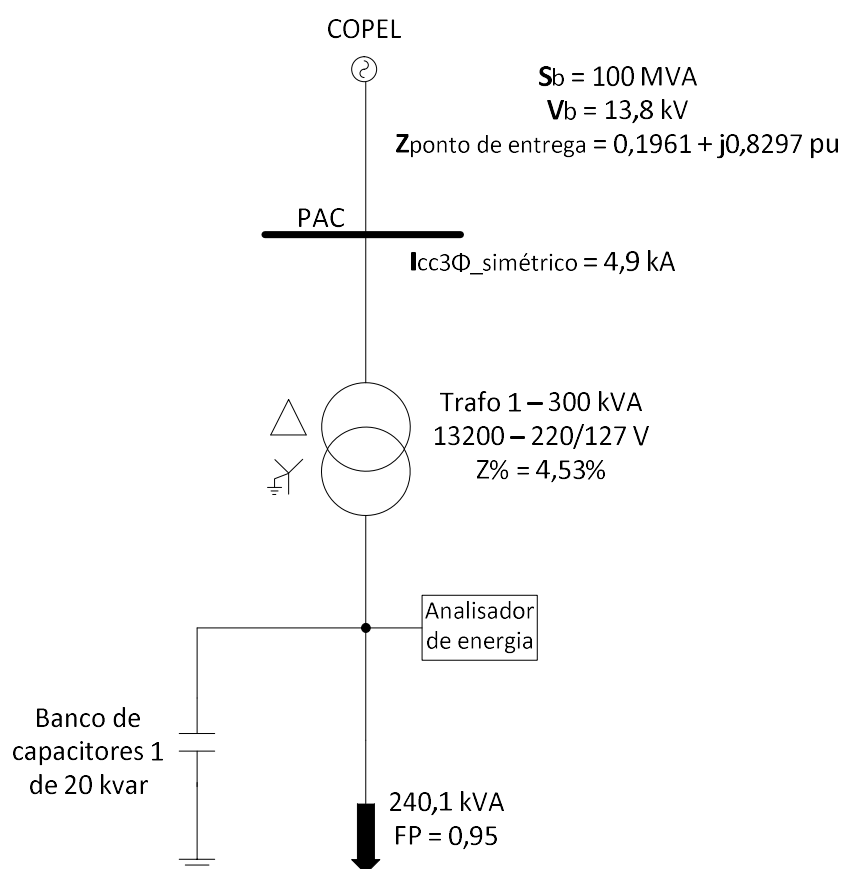 COPEL
Sb = 100 MVA
Vb = 13,8 kV
Zponto de entrega = 0,1961 + j0,8297 pu
PAC
Icc3Φ_simétrico = 4,9 kA
Trafo 1 – 300 kVA
13200 – 220/127 V
Z% = 4,53%
Analisador
de energia
Banco de
capacitores 1
de 20 kvar
240,1 kVA
FP = 0,95